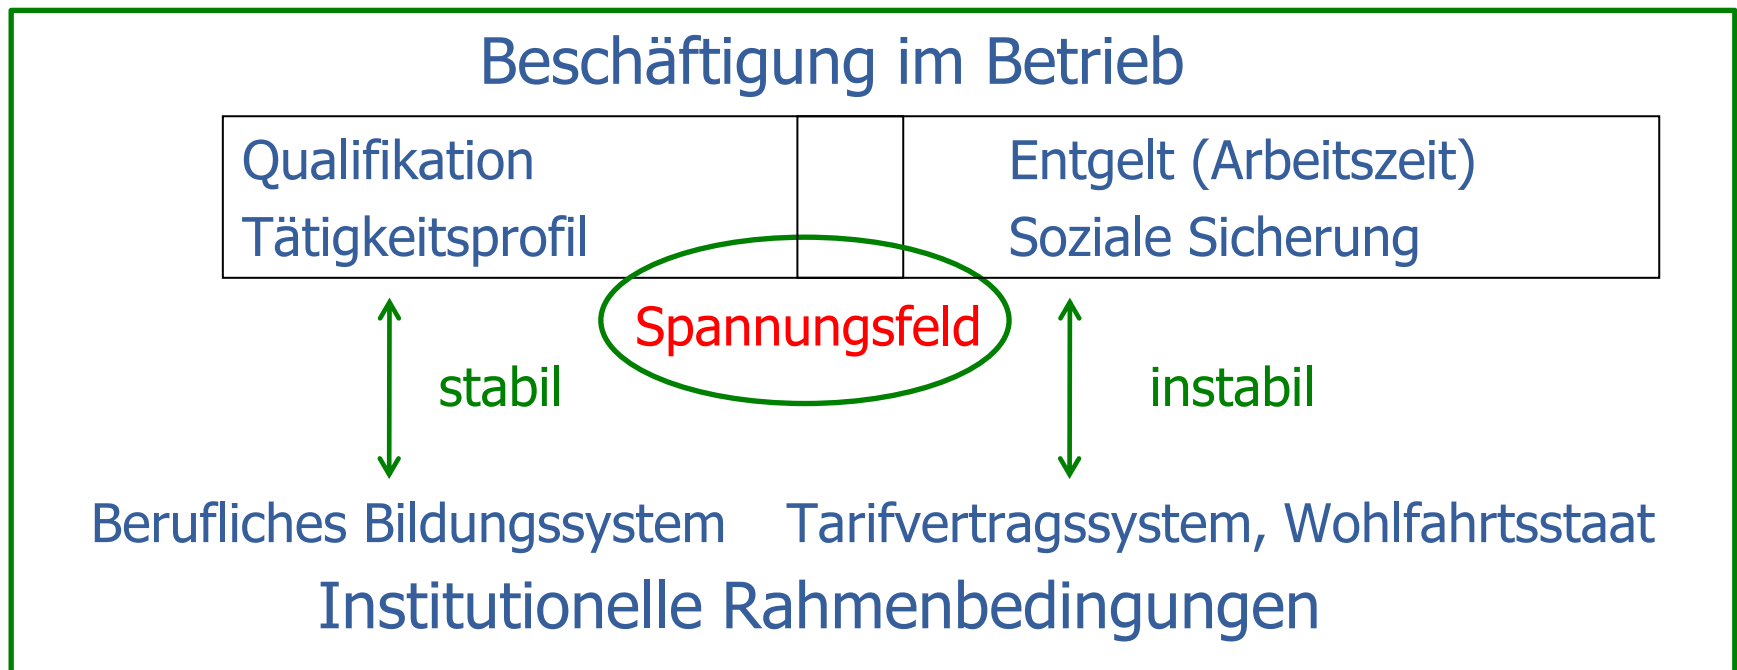 Beschäftigung im Betrieb
Qualifikation
Tätigkeitsprofil
Entgelt (Arbeitszeit)
Soziale Sicherung
Spannungsfeld
stabil
instabil
Berufliches Bildungssystem
Tarifvertragssystem, Wohlfahrtsstaat
Institutionelle Rahmenbedingungen